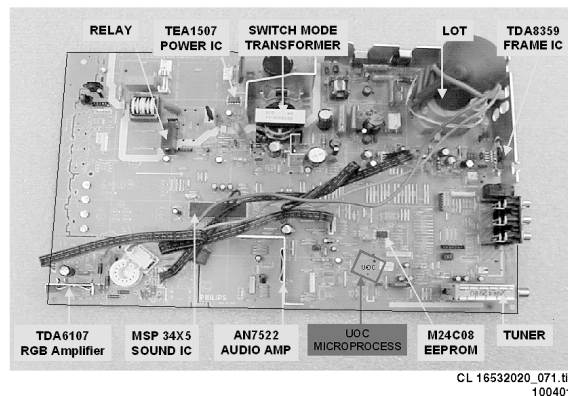 RELAY
TEA1507
POWER IC
SWITCH MODE
TRANSFORMER
LOT
TDA8359
FRAME IC
UOC
PHILIPS
TDA6107
RGB Amplifier
MSP 34X5
SOUND IC
AN7522
AUDIO AMP
UOC
MICROPROCESS
M24C08
EEPROM
TUNER
CL 16532020_071.ti
10040